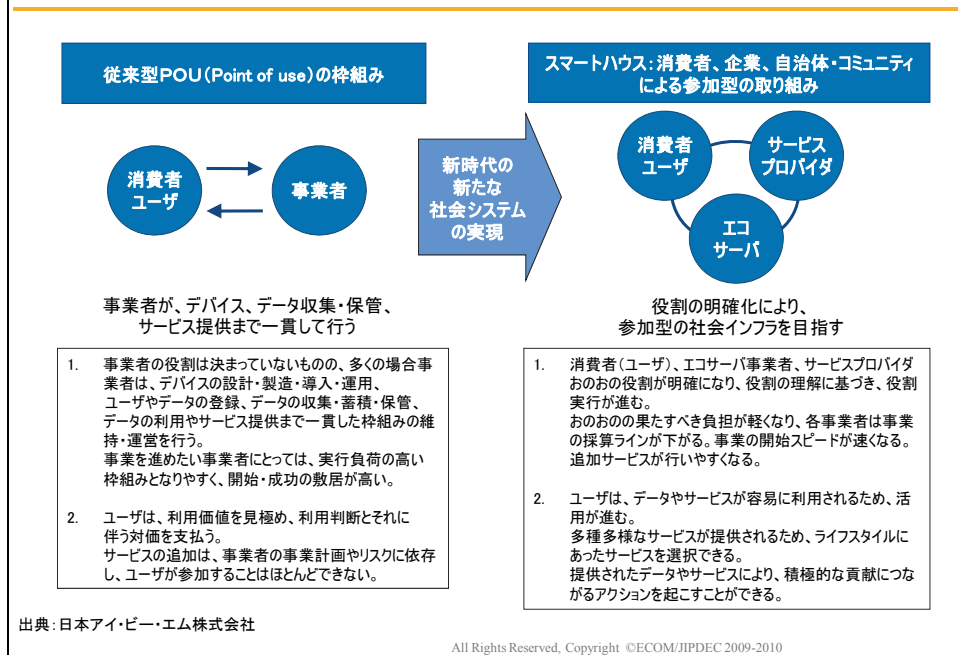 従来型POU(Point of use)の枠組み
消費者
ユーザ
事業者
事業者が、デバイス、データ収集・保管、
サービス提供まで一貫して行う
1. 事業者の役割は決まっていないものの、多くの場合事
業者は、デバイスの設計・製造・導入・運用、
ユーザやデータの登録、データの収集・蓄積・保管、
データの利用やサービス提供まで一貫した枠組みの維
持・運営を行う。
事業を進めたい事業者にとっては、実行負荷の高い
枠組みとなりやすく、開始・成功の敷居が高い。
2. ユーザは、利用価値を見極め、利用判断とそれに
伴う対価を支払う。
サービスの追加は、事業者の事業計画やリスクに依存
し、ユーザが参加することはほとんどできない。
新時代の
新たな
社会システム
の実現
スマートハウス:消費者、企業、自治体・コミュニティ
による参加型の取り組み
消費者
ユーザ
サービス
プロバイダ
エコ
サーバ
役割の明確化により、
参加型の社会インフラを目指す
1. 消費者(ユーザ)、エコサーバ事業者、サービスプロバイダ
おのおの役割が明確になり、役割の理解に基づき、役割
実行が進む。
おのおのの果たすべき負担が軽くなり、各事業者は事業
の採算ラインが下がる。事業の開始スピードが速くなる。
追加サービスが行いやすくなる。
2. ユーザは、データやサービスが容易に利用されるため、活
用が進む。
多種多様なサービスが提供されるため、ライフスタイルに
あったサービスを選択できる。
提供されたデータやサービスにより、積極的な貢献につな
がるアクションを起こすことができる。
出典:日本アイ・ビー・エム株式会社
All Rights Reserved, Copyright ©ECOM/JIPDEC 2009-2010